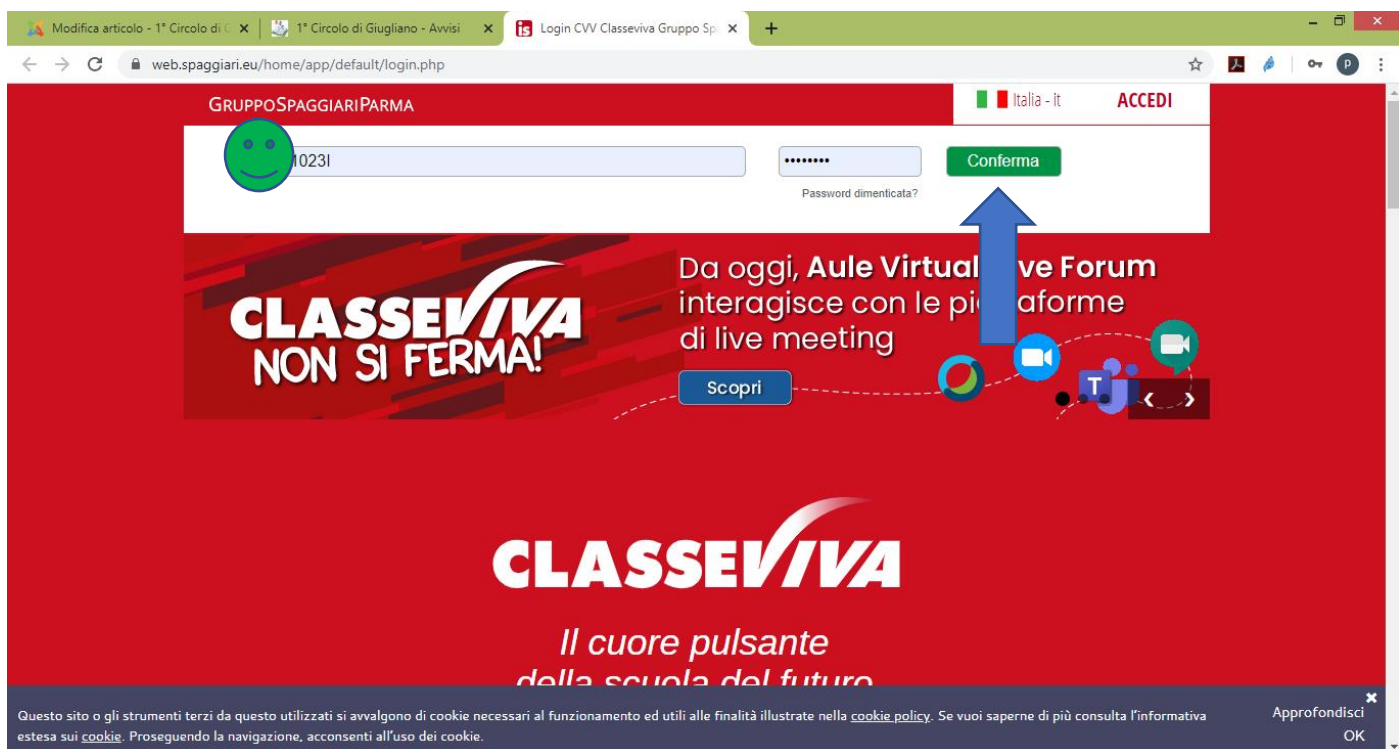 Modifica articolo - 1° Circolo di G
1° Circolo di Giugliano - Avvisi
Login CVV Classeviva Gruppo Sp
web.spaggiari.eu/home/app/default/login.php
P
GRUPPOSPAGGIARIPARMA
Italia - it
ACCEDI
1023I
Conferma
Password dimenticata?
CLASSEVIVA
NON SI FERMA!
Da oggi, Aule Virtual ve Forum
interagisce con le pi aforme
di live meeting
Scopri
T
CLASSEVIVA
Il cuore pulsante
della scuola del futuro
Questo sito o gli strumenti terzi da questo utilizzati si avvalgono di cookie necessari al funzionamento ed utili alle finalità illustrate nella cookie policy. Se vuoi saperne di più consulta l'informativa
estesa sui cookie. Proseguendo la navigazione, acconsenti all'uso dei cookie.
Approfondisci
OK